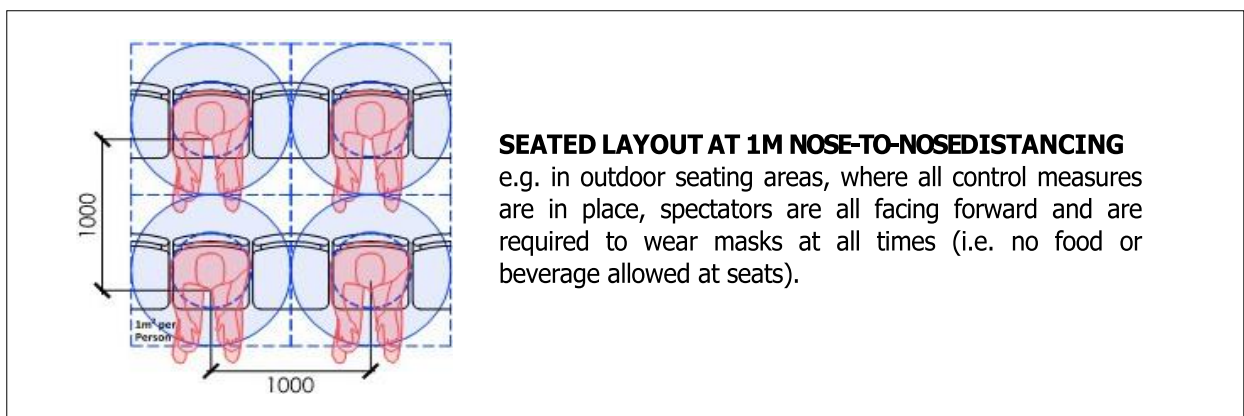 1000
1m² per
Person
1000
SEATED LAYOUT AT 1M NOSE-TO-NOSEDISTANCING
e.g. in outdoor seating areas, where all control measures
are in place, spectators are all facing forward and are
required to wear masks at all times (i.e. no food or
beverage allowed at seats).